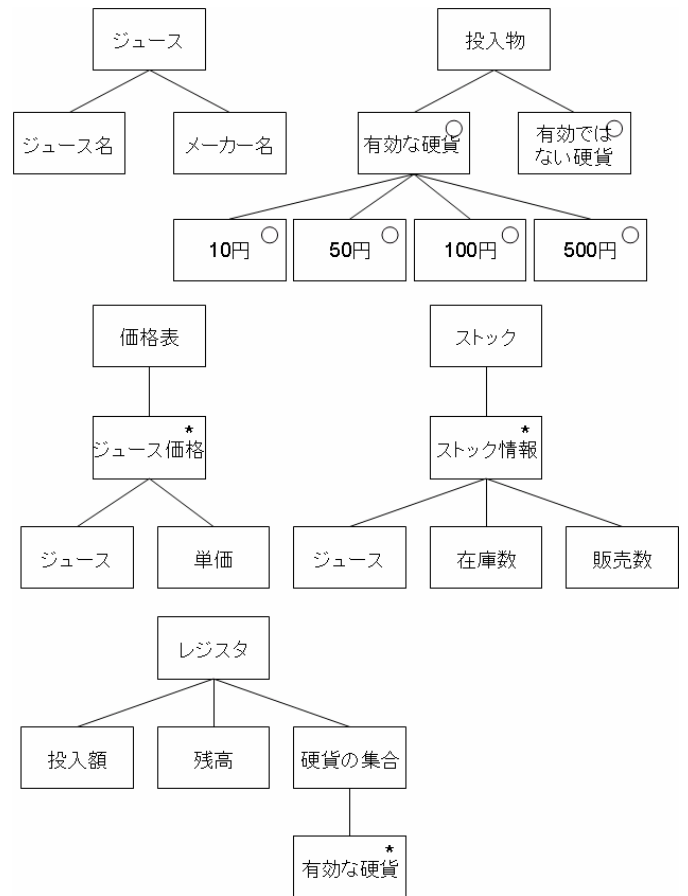 ジュース
投入物
ジュース名
メーカー名
有効な硬貨
有効では
ない硬貨
10円
50円
100円
500円
価格表
ストック
*
ジュース価格
*
ストック情報
ジュース
単価
ジュース
在庫数
販売数
レジスタ
投入額
残高
硬貨の集合
*
有効な硬貨